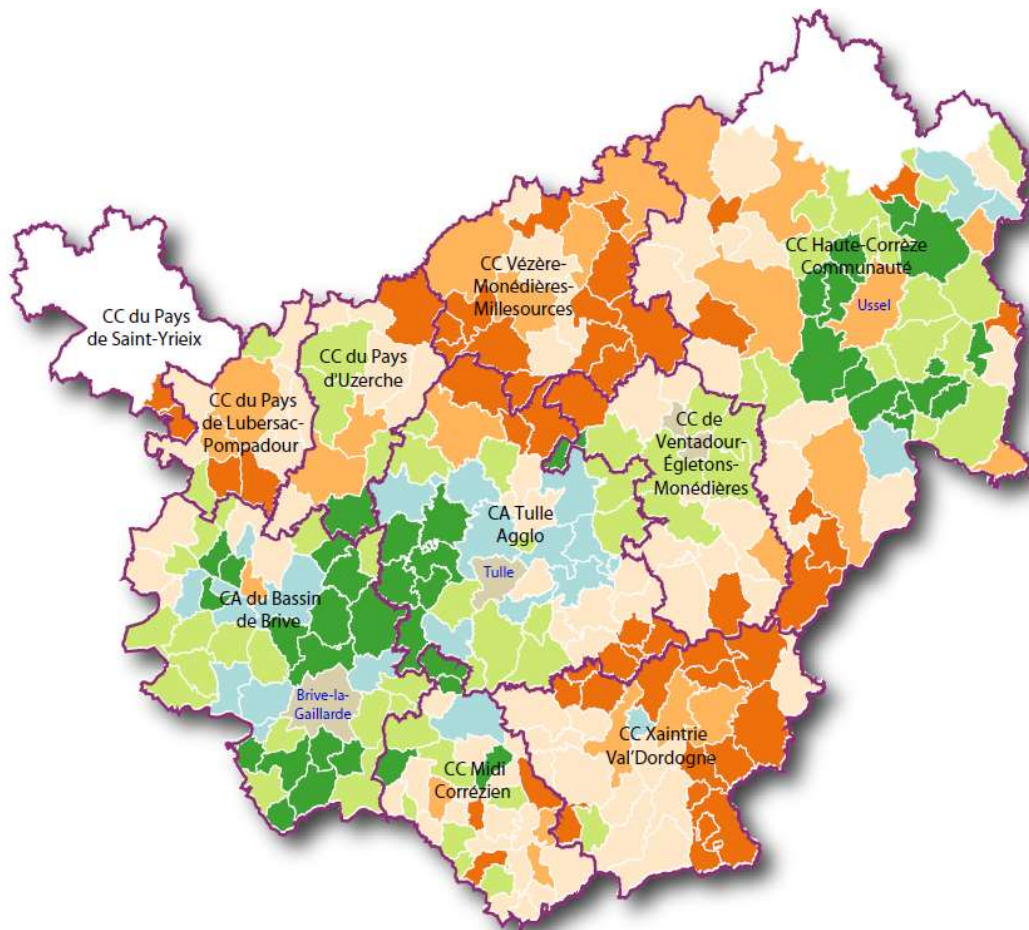 CC Haute-Corrèze
Communauté
Ussel
CC Vézère-
Monédières-
Millesources
CC du Pays
de Saint-Yrieix
CC du Pays
d'Uzerche
CC du Pays
de Lubersac-
Pompadour
CC de
Ventadour-
Égletons-
Monédières
CA Tulle
Agglo
Tulle
CA du Bassin
de Brive
Brive-la-
Gaillarde
CC Xaintrie
Val'Dordogne
CC Midi
Corrézien